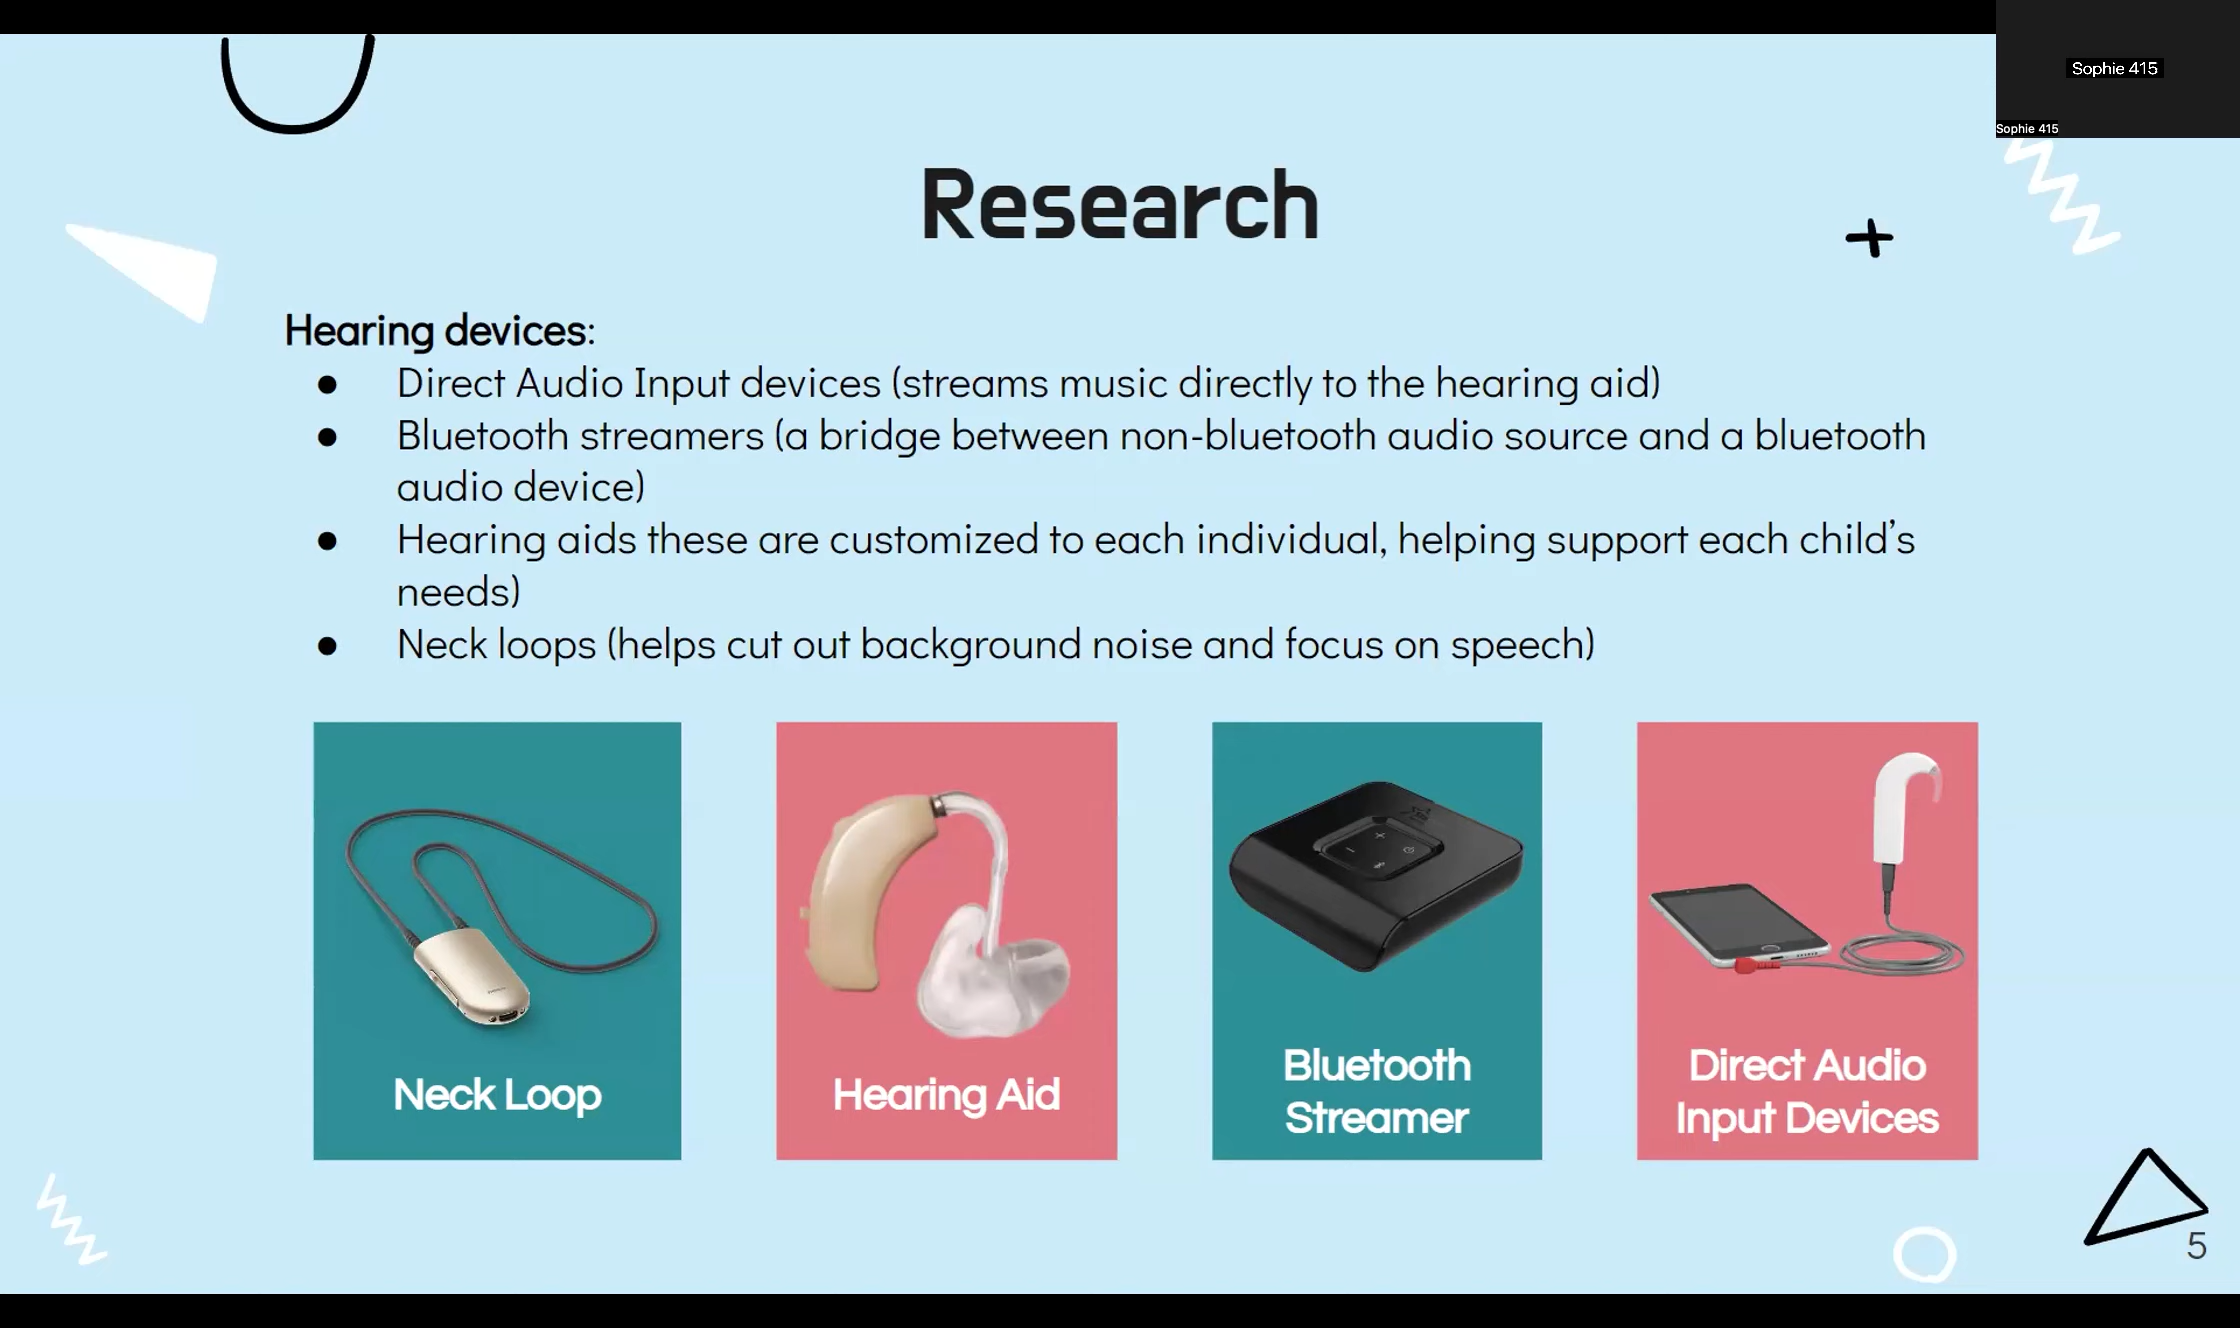 Sophie 415
Sophie 415
Research
Hearing devices:
● Direct Audio Input devices (streams music directly to the hearing aid)
● Bluetooth streamers (a bridge between non-bluetooth audio source and a bluetooth
audio device)
● Hearing aids these are customized to each individual, helping support each child’s
needs)
● Neck loops (helps cut out background noise and focus on speech)
Neck Loop
Hearing Aid
Bluetooth
Streamer
Direct Audio
Input Devices
5